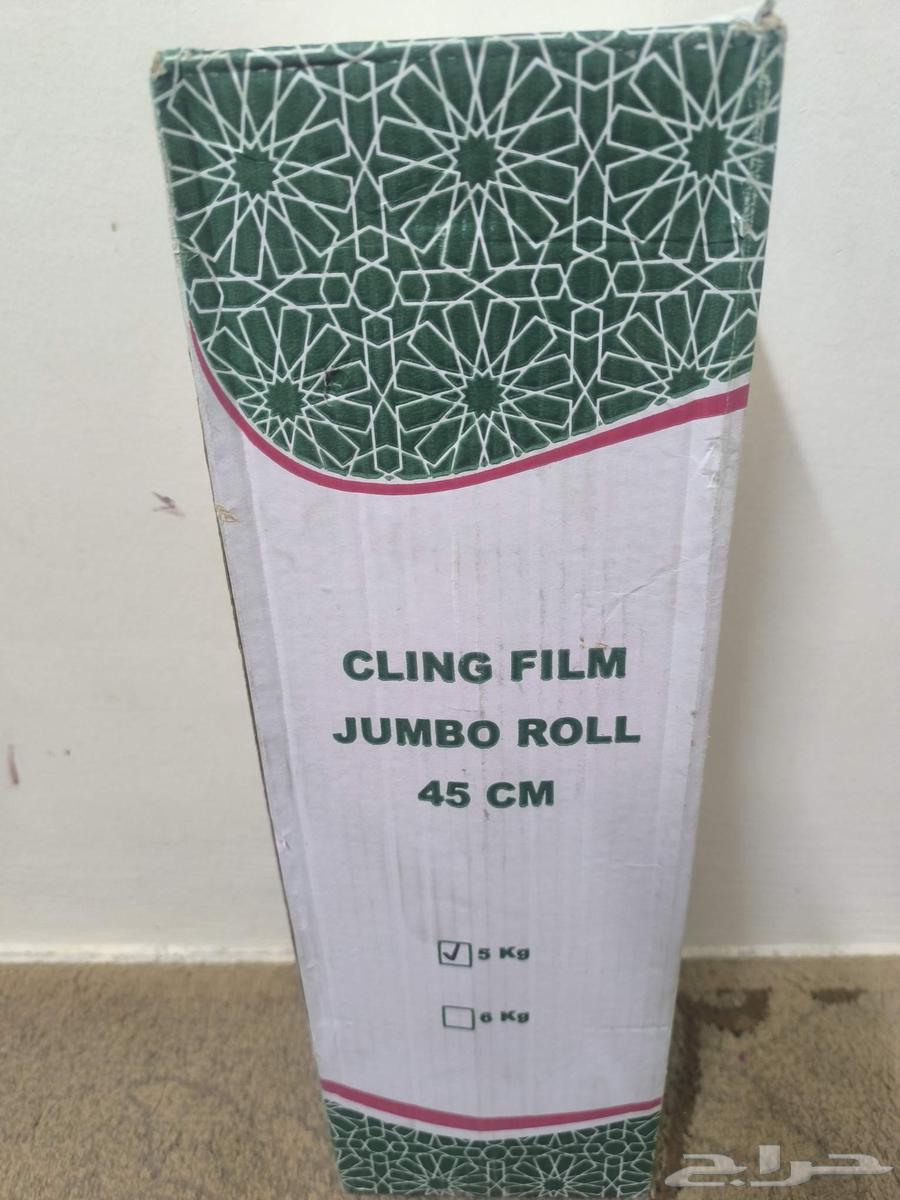 CLING FILM
JUMBO ROLL
45 CM
5 Kg
6 Kg
حراج